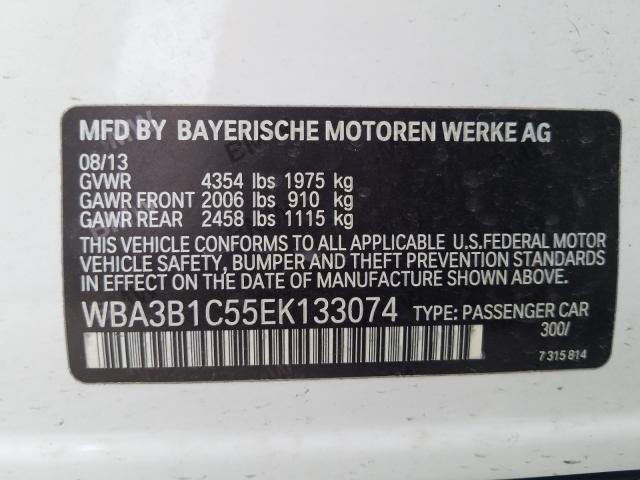 MFD BY BAYERISCHE MOTOREN WERKE AG
08/13
GVWR 4354 lbs 1975 kg
GAWR FRONT 2006 lbs 910 kg
GAWR REAR 2458 lbs 1115 kg
THIS VEHICLE CONFORMS TO ALL APPLICABLE U.S.FEDERAL MOTOR
VEHICLE SAFETY, BUMPER AND THEFT PREVENTION STANDARDS
IN EFFECT ON THE DATE OF MANUFACTURE SHOWN ABOVE.
WBA3B1C55EK133074 TYPE: PASSENGER CAR
300/
7 315 814